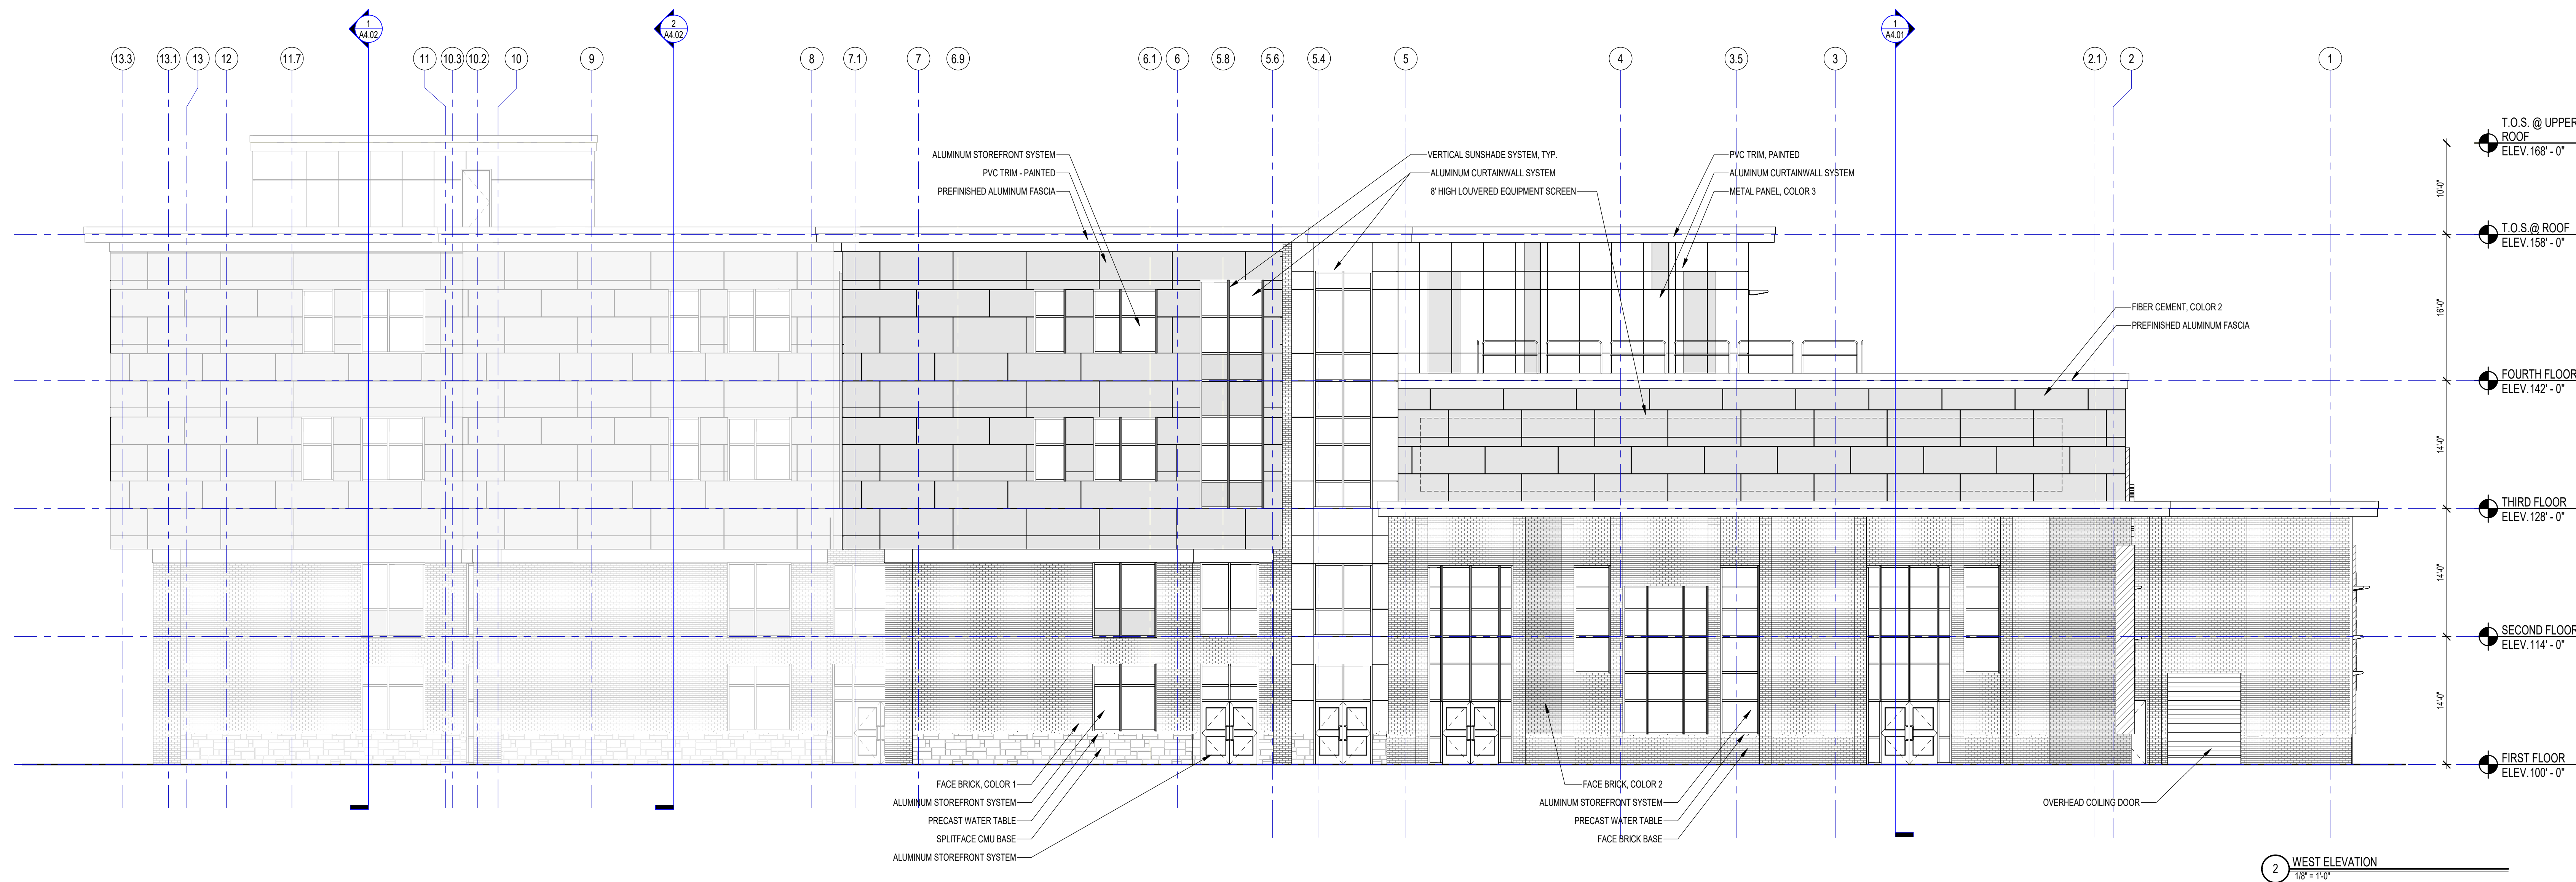 1
A4.02
2
A4.02
1
A4.01
13.3
13.1
13
12
11.7
11
10.3
10.2
10
9
8
7.1
7
6.9
6.1
6
5.8
5.6
5.4
5
4
3.5
3
2.1
2
1
T.O.S. @ UPPER
ROOF
ELEV.168' - 0"
10'-0"
T.O.S.@ ROOF
ELEV.158' - 0"
16'-0"
FOURTH FLOOR
ELEV.142' - 0"
14'-0"
THIRD FLOOR
ELEV.128' - 0"
14'-0"
SECOND FLOOR
ELEV.114' - 0"
14'-0"
FIRST FLOOR
ELEV.100' - 0"
ALUMINUM STOREFRONT SYSTEM
PVC TRIM - PAINTED
PREFINISHED ALUMINUM FASCIA
VERTICAL SUNSHADE SYSTEM, TYP.
ALUMINUM CURTAINWALL SYSTEM
8' HIGH LOUVERED EQUIPMENT SCREEN
PVC TRIM, PAINTED
ALUMINUM CURTAINWALL SYSTEM
METAL PANEL, COLOR 3
FIBER CEMENT, COLOR 2
PREFINISHED ALUMINUM FASCIA
FACE BRICK, COLOR 1
ALUMINUM STOREFRONT SYSTEM
PRECAST WATER TABLE
SPLITFACE CMU BASE
ALUMINUM STOREFRONT SYSTEM
FACE BRICK, COLOR 2
ALUMINUM STOREFRONT SYSTEM
PRECAST WATER TABLE
FACE BRICK BASE
OVERHEAD COILING DOOR
2
WEST ELEVATION
1/8" = 1'-0"